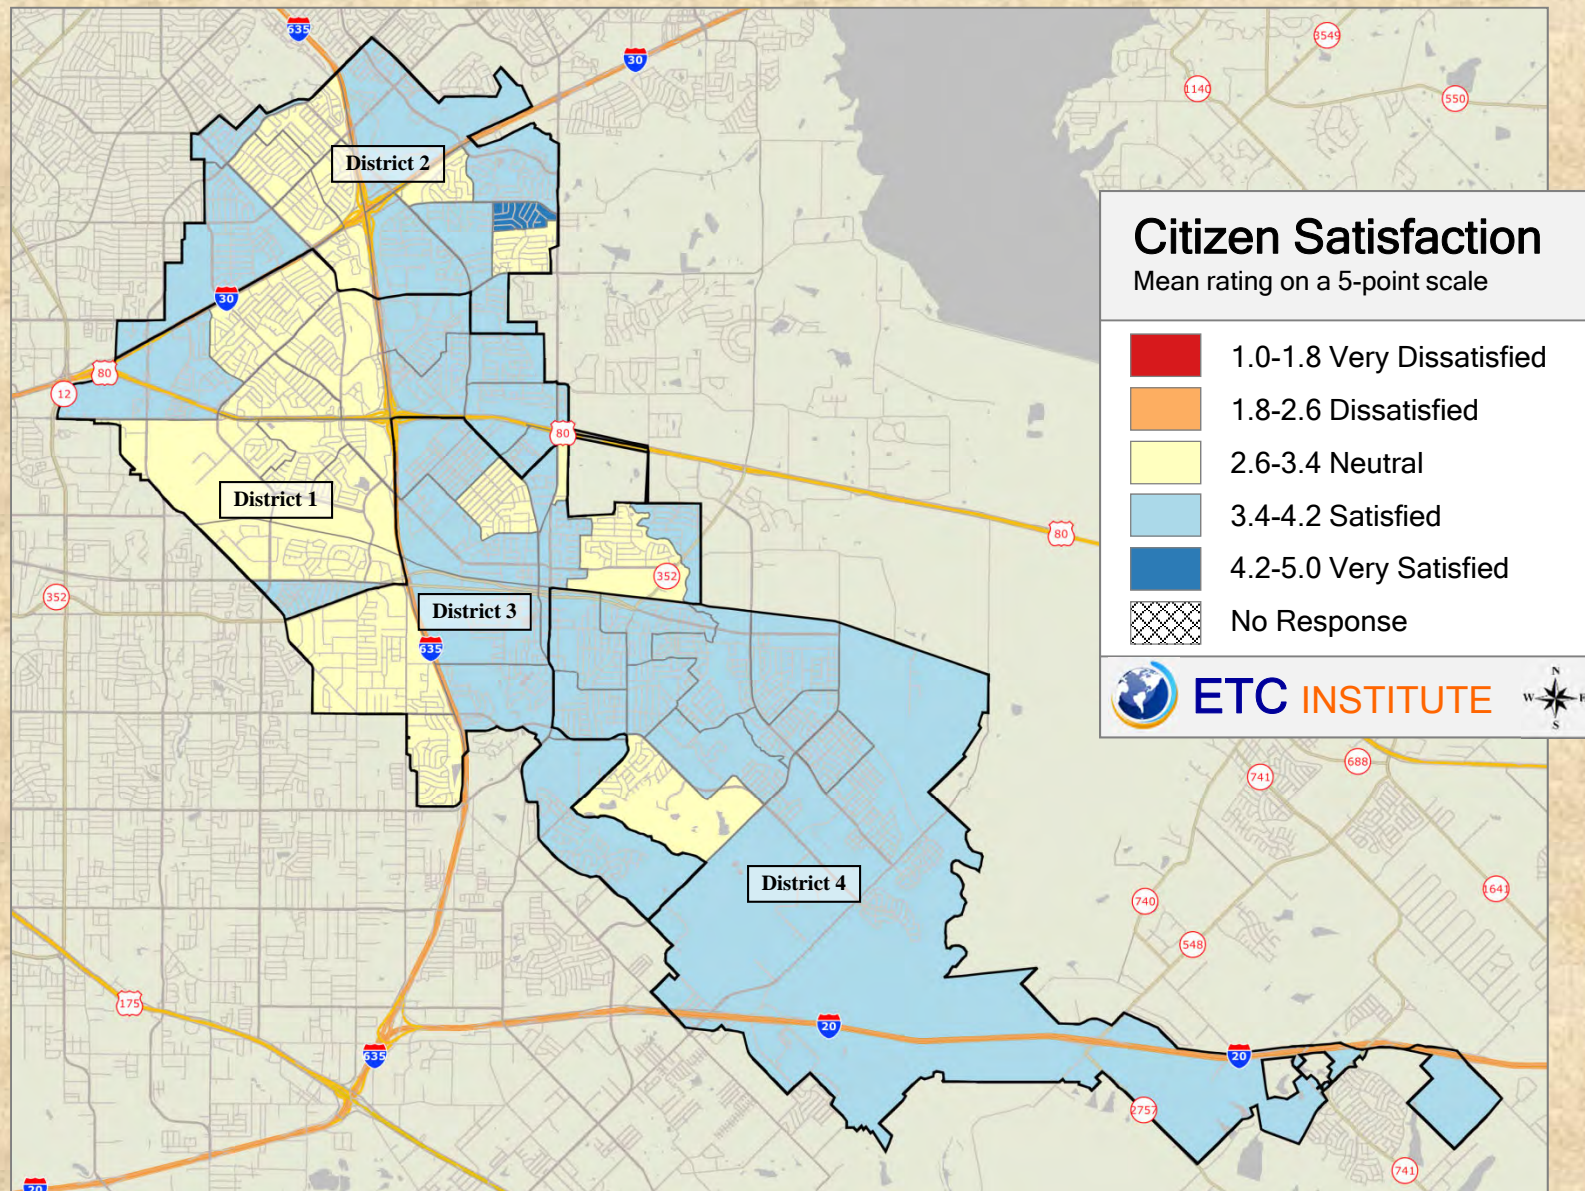 635
30
3549
1140
550
District 2
30
80
12
80
District 1
80
352
352
District 3
635
District 4
741
688
740
1641
548
175
20
635
20
2757
741
20
Citizen Satisfaction
Mean rating on a 5-point scale
1.0-1.8 Very Dissatisfied
1.8-2.6 Dissatisfied
2.6-3.4 Neutral
3.4-4.2 Satisfied
4.2-5.0 Very Satisfied
No Response
ETC INSTITUTE
N
W E
S